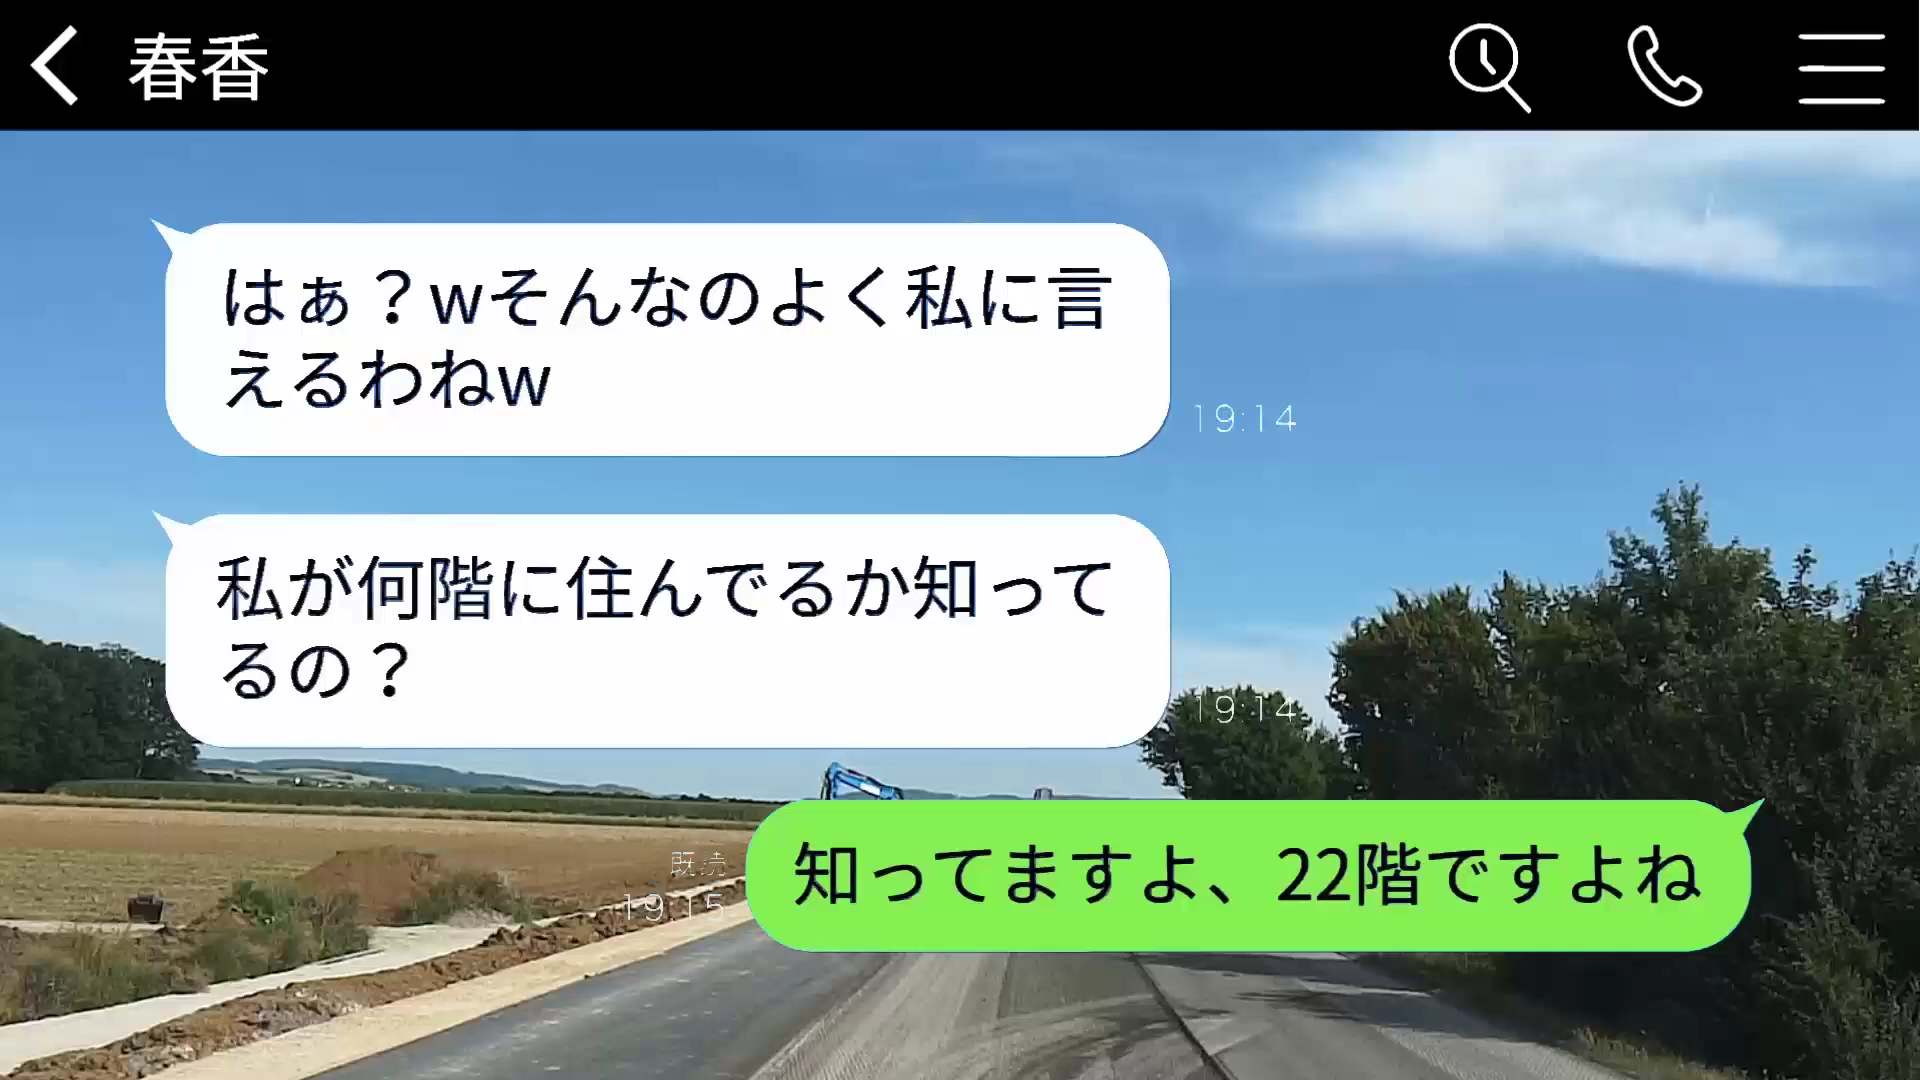 春香
はぁ？wそんなのよく私に言
えるわねw
19:14
私が何階に住んでるか知って
るの？
19:14
知ってますよ、22階ですよね
既読
19:15